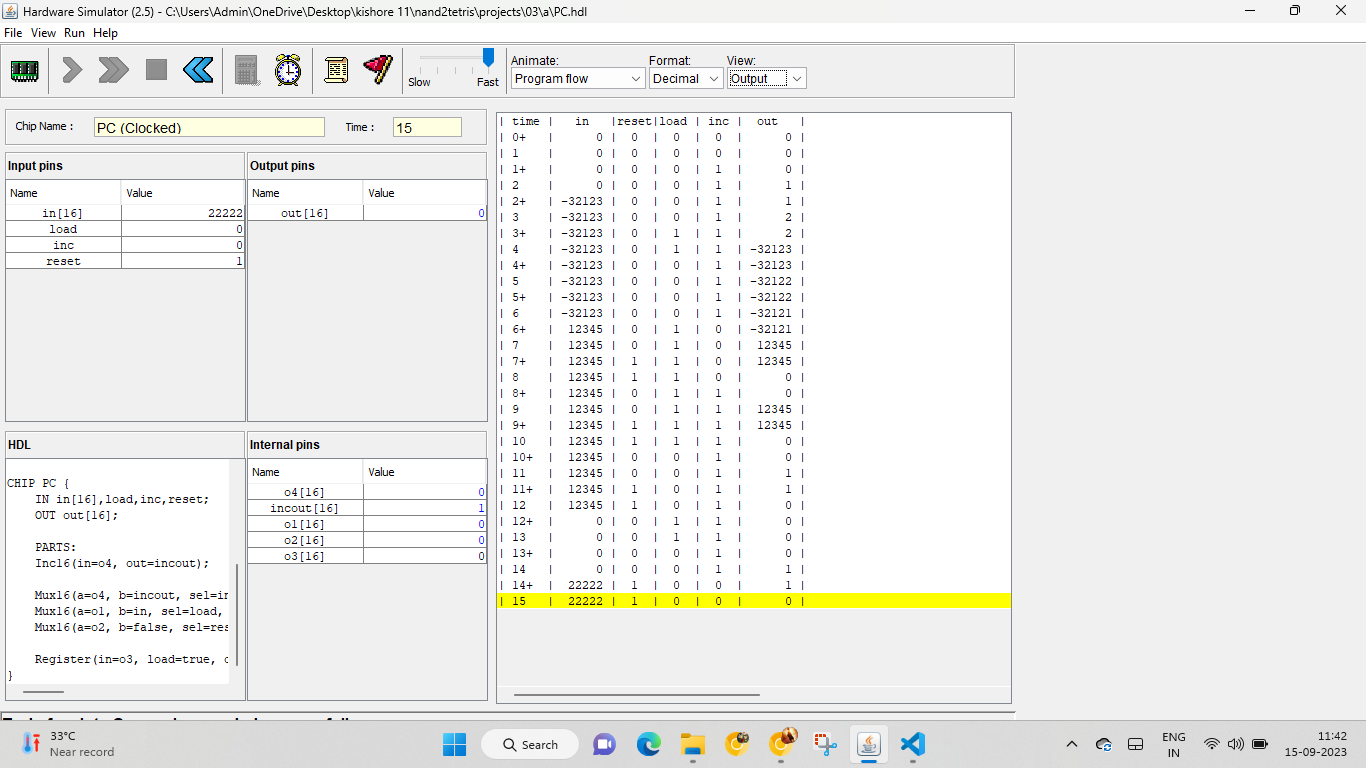 Hardware Simulator (2.5) - C:\Users\Admin\OneDrive\Desktop\kishore 11\nand2tetris\projects\03\a\PC.hdl
File View Run Help
Slow Fast
Animate: Format: View:
Program flow Decimal Output
Chip Name : PC (Clocked) Time : 15
Input pins
Name Value
in[16] 22222
load 0
inc 0
reset 1
Output pins
Name Value
out[16] 0
HDL
CHIP PC {
IN in[16],load,inc,reset;
OUT out[16];
PARTS:
Inc16(in=o4, out=incout);
Mux16(a=o4, b=incout, sel=in
Mux16(a=o1, b=in, sel=load,
Mux16(a=o2, b=false, sel=res
Register(in=o3, load=true, o
}
Internal pins
Name Value
o4[16] 0
incout[16] 1
o1[16] 0
o2[16] 0
o3[16] 0
| time | in |reset|load | inc | out |
| 0+ | 0 | 0 | 0 | 0 | 0 |
| 1 | 0 | 0 | 0 | 0 | 0 |
| 1+ | 0 | 0 | 0 | 1 | 0 |
| 2 | 0 | 0 | 0 | 1 | 1 |
| 2+ | -32123 | 0 | 0 | 1 | 1 |
| 3 | -32123 | 0 | 0 | 1 | 2 |
| 3+ | -32123 | 0 | 1 | 1 | 2 |
| 4 | -32123 | 0 | 1 | 1 | -32123 |
| 4+ | -32123 | 0 | 0 | 1 | -32123 |
| 5 | -32123 | 0 | 0 | 1 | -32122 |
| 5+ | -32123 | 0 | 0 | 1 | -32122 |
| 6 | -32123 | 0 | 0 | 1 | -32121 |
| 6+ | 12345 | 0 | 1 | 0 | -32121 |
| 7 | 12345 | 0 | 1 | 0 | 12345 |
| 7+ | 12345 | 1 | 1 | 0 | 12345 |
| 8 | 12345 | 1 | 1 | 0 | 0 |
| 8+ | 12345 | 0 | 1 | 1 | 0 |
| 9 | 12345 | 0 | 1 | 1 | 12345 |
| 9+ | 12345 | 1 | 1 | 1 | 12345 |
| 10 | 12345 | 1 | 1 | 1 | 0 |
| 10+ | 12345 | 0 | 0 | 1 | 0 |
| 11 | 12345 | 0 | 0 | 1 | 1 |
| 11+ | 12345 | 1 | 0 | 1 | 1 |
| 12 | 12345 | 1 | 0 | 1 | 0 |
| 12+ | 0 | 0 | 1 | 1 | 0 |
| 13 | 0 | 0 | 1 | 1 | 0 |
| 13+ | 0 | 0 | 0 | 1 | 0 |
| 14 | 0 | 0 | 0 | 1 | 1 |
| 14+ | 22222 | 1 | 0 | 0 | 1 |
| 15 | 22222 | 1 | 0 | 0 | 0 |
33°C
Near record
Search
ENG
IN
11:42
15-09-2023